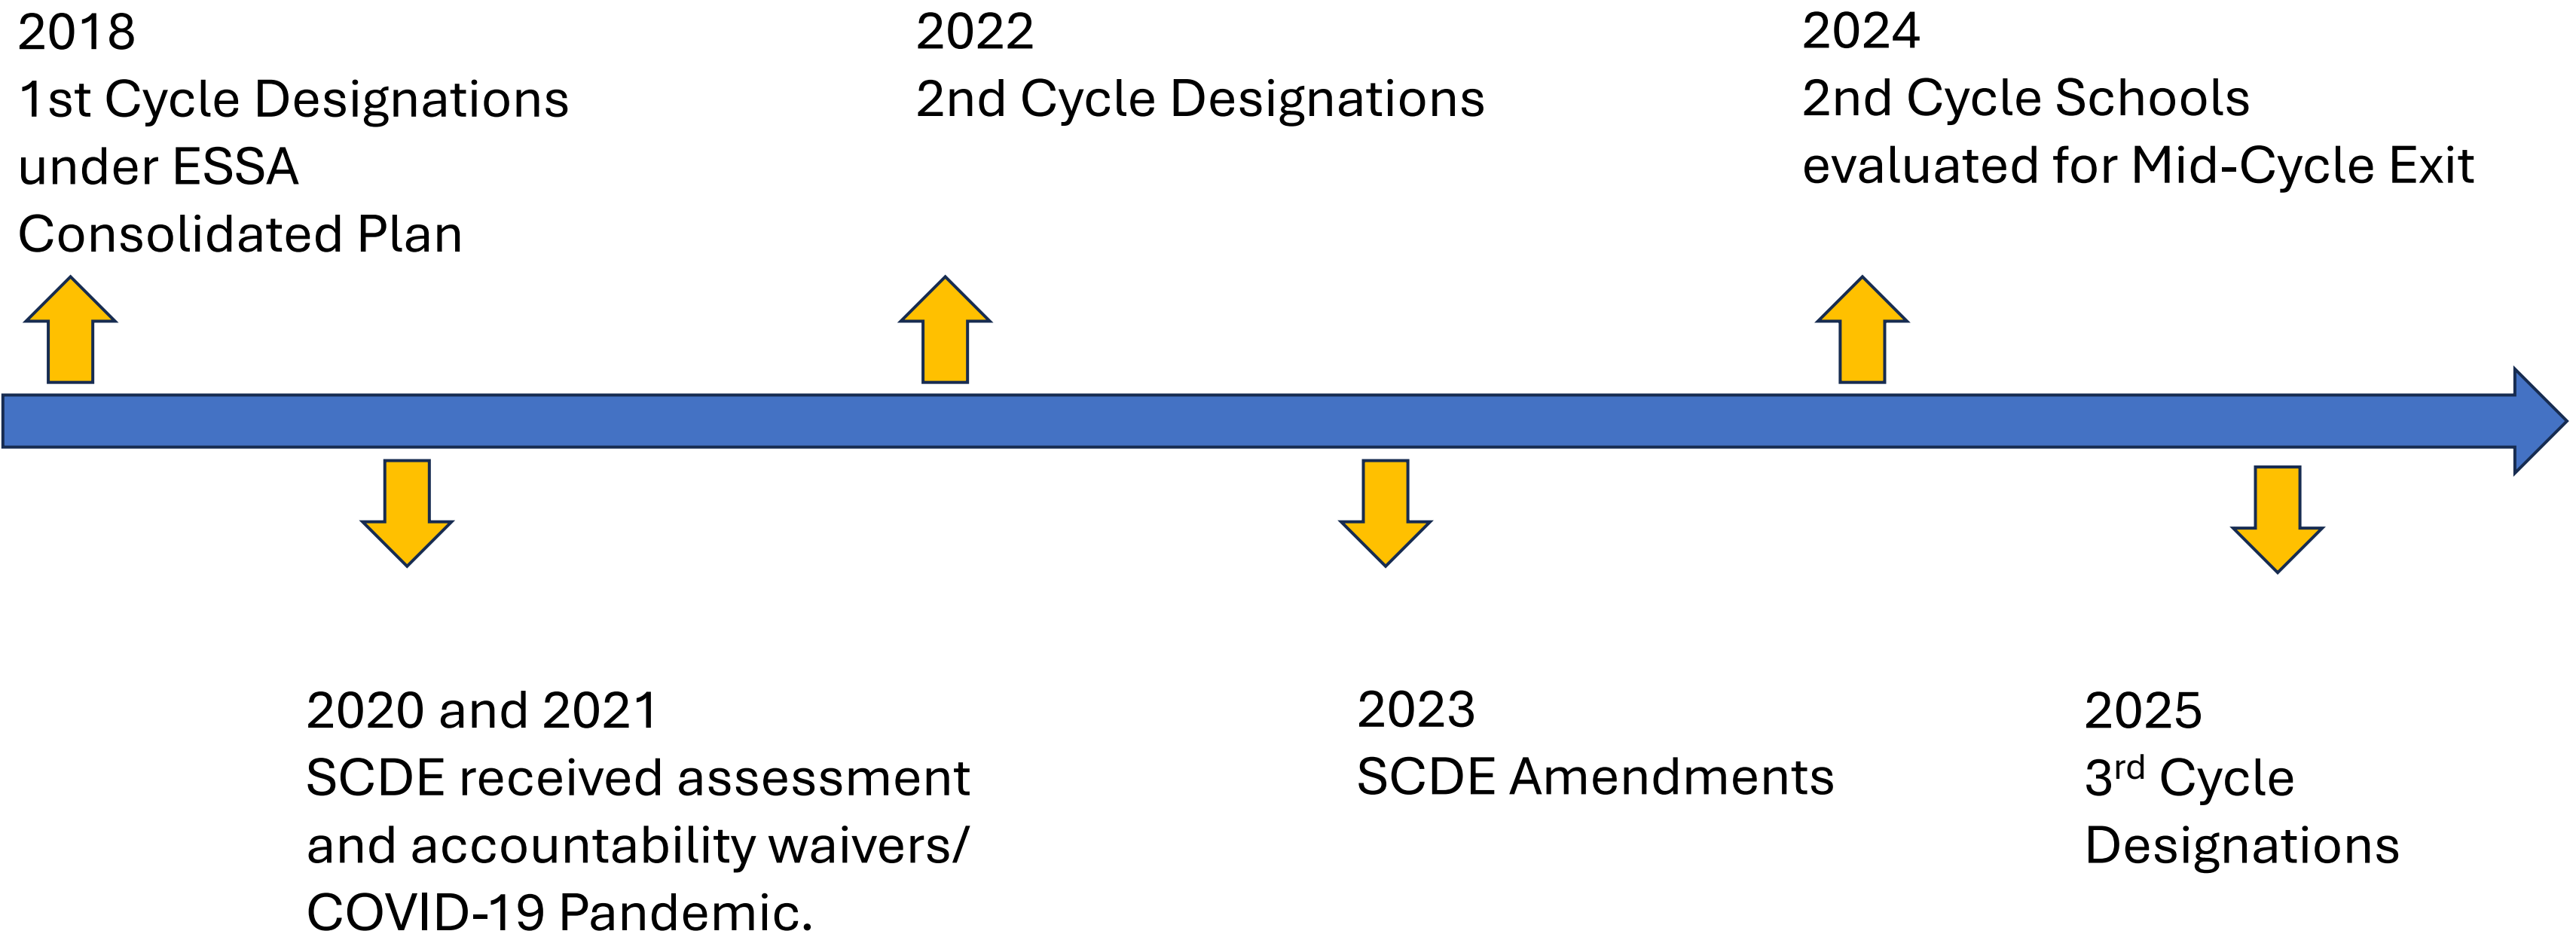 2018
1st Cycle Designations
under ESSA
Consolidated Plan
2022
2nd Cycle Designations
2024
2nd Cycle Schools
evaluated for Mid-Cycle Exit
2020 and 2021
SCDE received assessment
and accountability waivers/
COVID-19 Pandemic.
2023
SCDE Amendments
2025
3rd Cycle
Designations